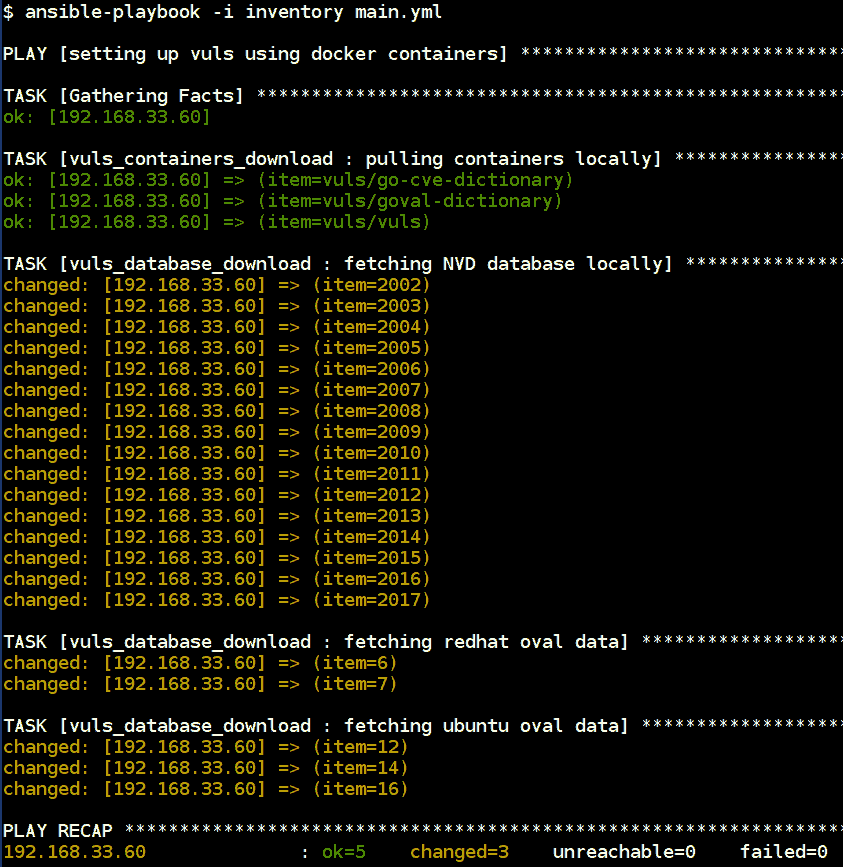 $ ansible-playbook -i inventory main.yml
PLAY [setting up vuls using docker containers] ******************************
TASK [Gathering Facts] ******************************************************
ok: [192.168.33.60]
TASK [vuls_containers_download : pulling containers locally] ****************
ok: [192.168.33.60] => (item=vuls/go-cve-dictionary)
ok: [192.168.33.60] => (item=vuls/goval-dictionary)
ok: [192.168.33.60] => (item=vuls/vuls)
TASK [vuls_database_download : fetching NVD database locally] ***************
changed: [192.168.33.60] => (item=2002)
changed: [192.168.33.60] => (item=2003)
changed: [192.168.33.60] => (item=2004)
changed: [192.168.33.60] => (item=2005)
changed: [192.168.33.60] => (item=2006)
changed: [192.168.33.60] => (item=2007)
changed: [192.168.33.60] => (item=2008)
changed: [192.168.33.60] => (item=2009)
changed: [192.168.33.60] => (item=2010)
changed: [192.168.33.60] => (item=2011)
changed: [192.168.33.60] => (item=2012)
changed: [192.168.33.60] => (item=2013)
changed: [192.168.33.60] => (item=2014)
changed: [192.168.33.60] => (item=2015)
changed: [192.168.33.60] => (item=2016)
changed: [192.168.33.60] => (item=2017)
TASK [vuls_database_download : fetching redhat oval data] *******************
changed: [192.168.33.60] => (item=6)
changed: [192.168.33.60] => (item=7)
TASK [vuls_database_download : fetching ubuntu oval data] *******************
changed: [192.168.33.60] => (item=12)
changed: [192.168.33.60] => (item=14)
changed: [192.168.33.60] => (item=16)
PLAY RECAP ******************************************************************
192.168.33.60              : ok=5    changed=3    unreachable=0    failed=0